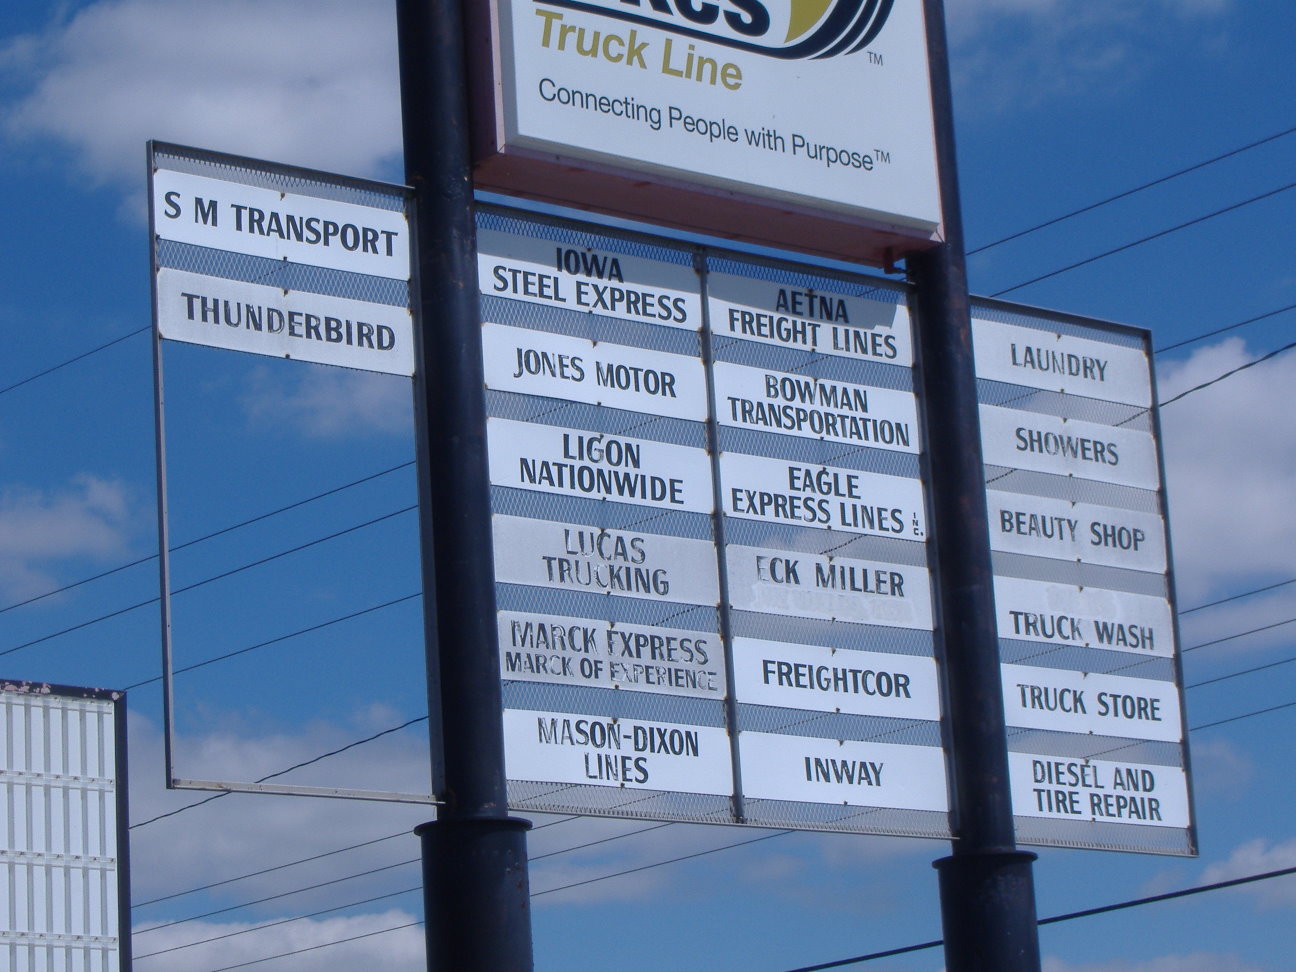 Truck Line
TM
Connecting People with Purpose™
S M TRANSPORT
THUNDERBIRD
IOWA
STEEL EXPRESS
JONES MOTOR
LIGON
NATIONWIDE
LUCAS
TRUCKING
MARCK EXPRESS
MARCK OF EXPERIENCE
MASON-DIXON
LINES
AETNA
FREIGHT LINES
BOWMAN
TRANSPORTATION
EAGLE
EXPRESS LINES INC.
ECK MILLER
FREIGHTCOR
INWAY
LAUNDRY
SHOWERS
BEAUTY SHOP
TRUCK WASH
TRUCK STORE
DIESEL AND
TIRE REPAIR